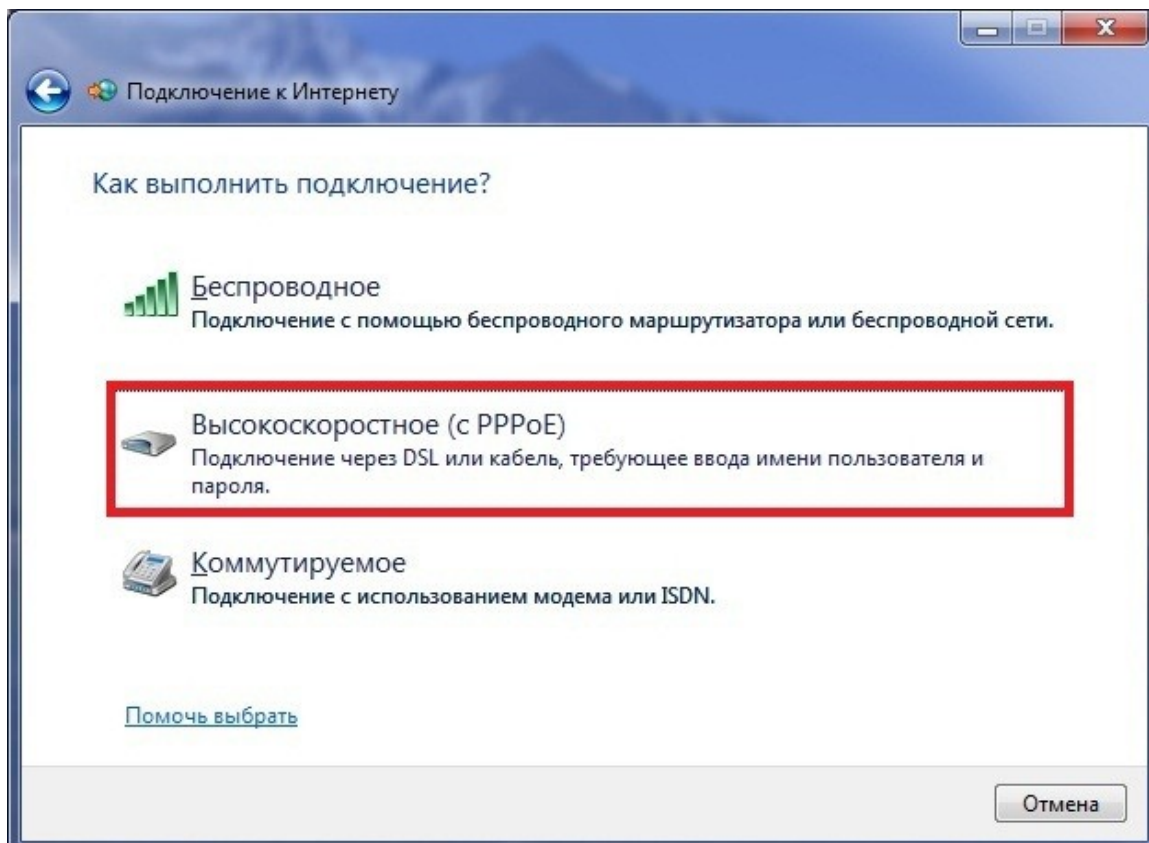 Подключение к Интернету
Как выполнить подключение?
Беспроводное
Подключение с помощью беспроводного маршрутизатора или беспроводной сети.
Высокоскоростное (с PPPoE)
Подключение через DSL или кабель, требующее ввода имени пользователя и
пароля.
Коммутируемое
Подключение с использованием модема или ISDN.
Помочь выбрать
Отмена